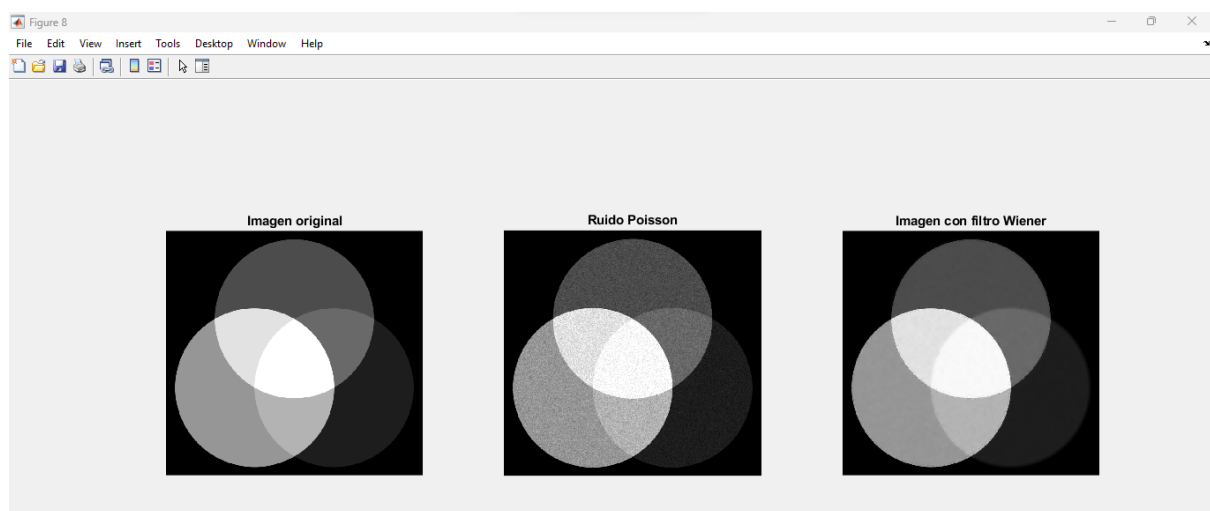 Figure 8
File Edit View Insert Tools Desktop Window Help
Imagen original
Ruido Poisson
Imagen con filtro Wiener